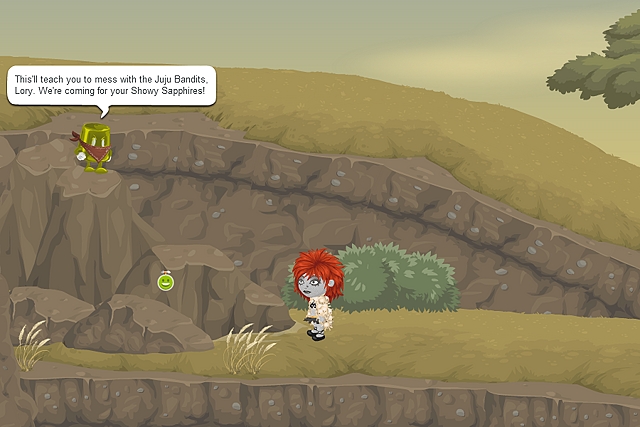 This'll teach you to mess with the Juju Bandits,
Lory. We're coming for your Showy Sapphires!